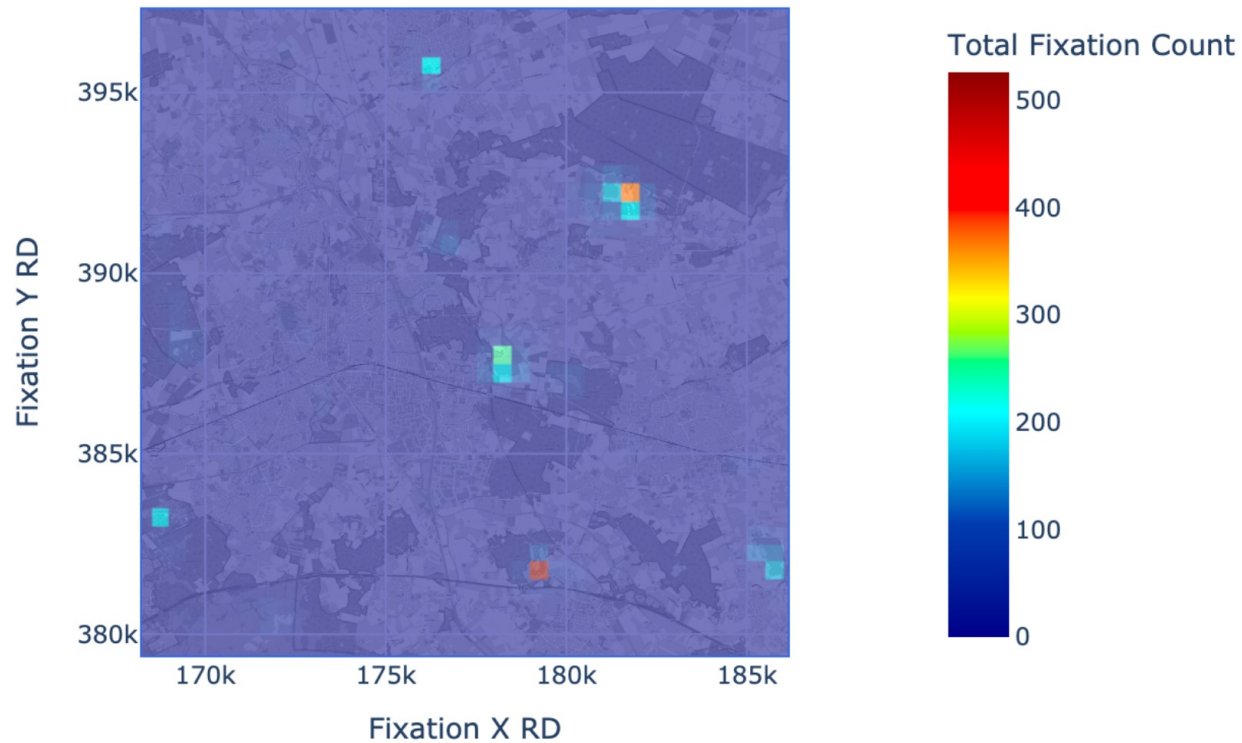 Total Fixation Count
500
400
300
200
100
0
Fixation Y RD
395k
390k
385k
380k
170k
175k
180k
185k
Fixation X RD